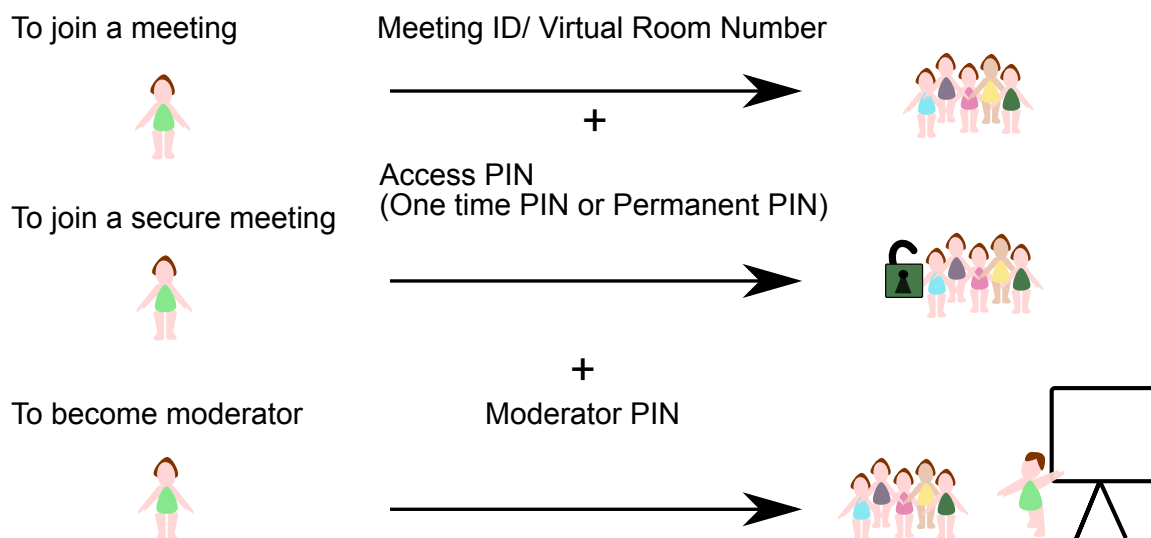 To join a meeting
Meeting ID/ Virtual Room Number
+
Access PIN
(One time PIN or Permanent PIN)
To join a secure meeting
+
To become moderator
Moderator PIN